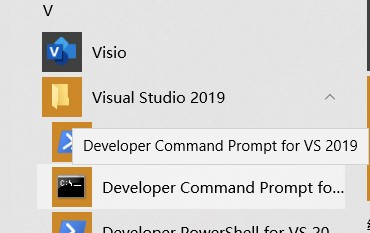 V
Visio
Visual Studio 2019
Developer Command Prompt for VS 2019
Developer Command Prompt fo...
Developer PowerShell for VS 20...